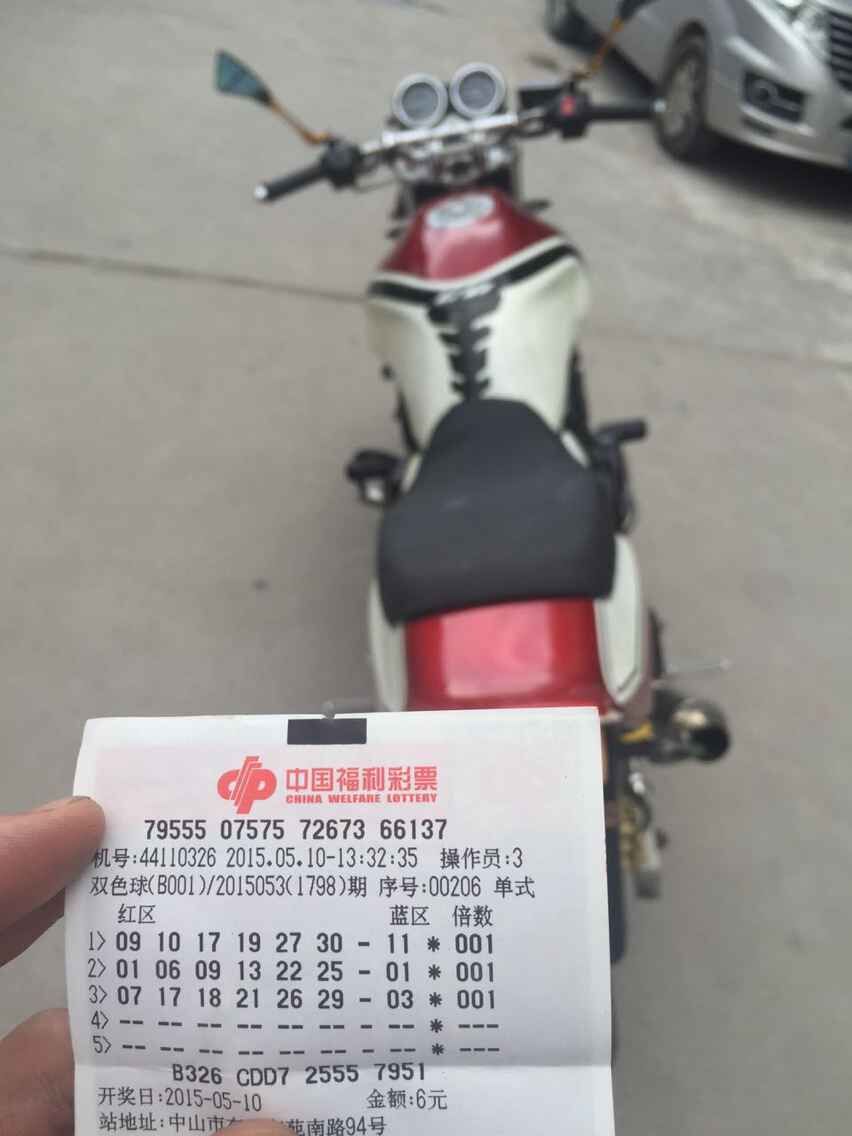 中国福利彩票
CHINA WELFARE LOTTERY
79555 07575 72673 66137
机号:44110326 2015.05.10-13:32:35 操作员:3
双色球(B001)/2015053(1798)期 序号:00206 单式
红区 蓝区 倍数
1> 09 10 17 19 27 30 - 11 * 001
2> 01 06 09 13 22 25 - 01 * 001
3> 07 17 18 21 26 29 - 03 * 001
4> -- -- -- -- -- -- - -- * ---
5> -- -- -- -- -- -- - -- * ---
B326 CDD7 2555 7951
开奖日:2015-05-10 金额:6元
站地址:中山市 苑南路94号